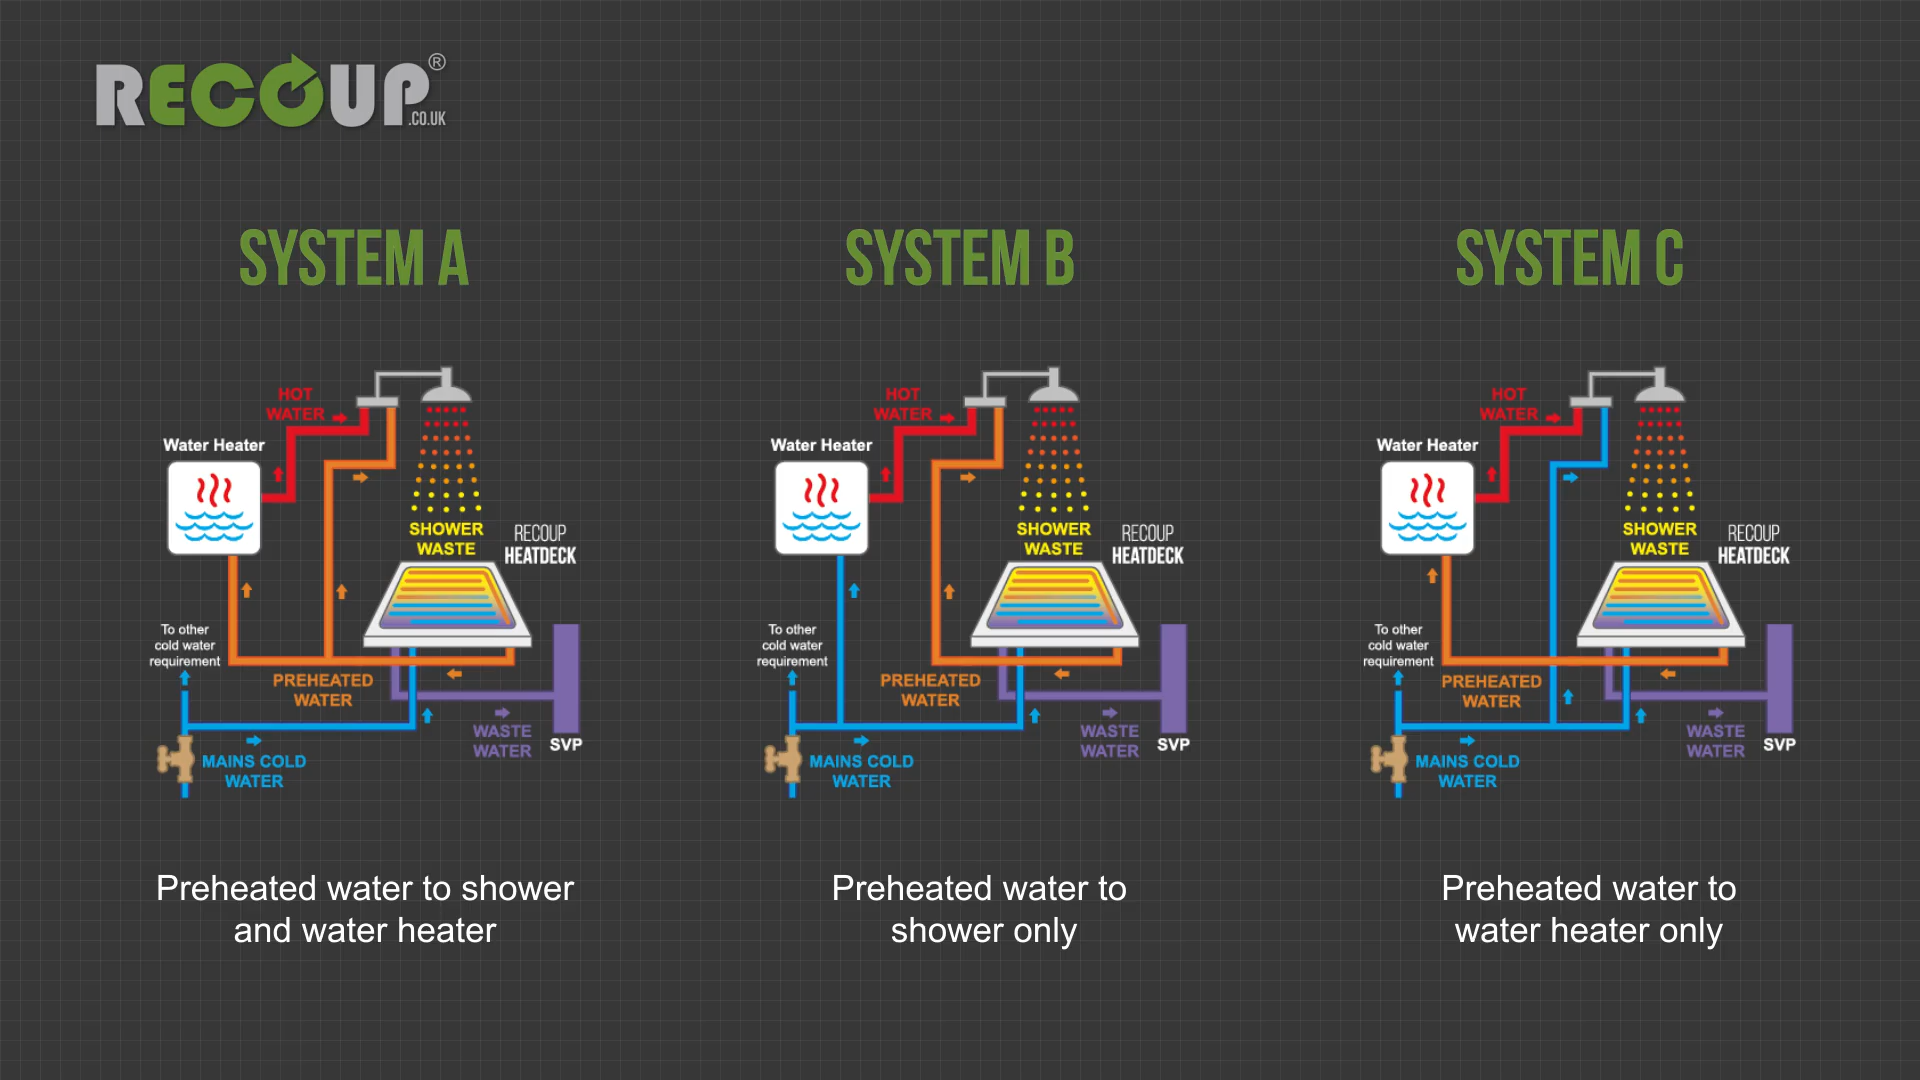 RECOUP®
.CO.UK
SYSTEM A
HOT
WATER
Water Heater
SHOWER
WASTE
RECOUP
HEATDECK
To other
cold water
requirement
PREHEATED
WATER
WASTE
WATER
SVP
MAINS COLD
WATER
Preheated water to shower
and water heater
SYSTEM B
HOT
WATER
Water Heater
SHOWER
WASTE
RECOUP
HEATDECK
To other
cold water
requirement
PREHEATED
WATER
WASTE
WATER
SVP
MAINS COLD
WATER
Preheated water to
shower only
SYSTEM C
HOT
WATER
Water Heater
SHOWER
WASTE
RECOUP
HEATDECK
To other
cold water
requirement
PREHEATED
WATER
WASTE
WATER
SVP
MAINS COLD
WATER
Preheated water to
water heater only